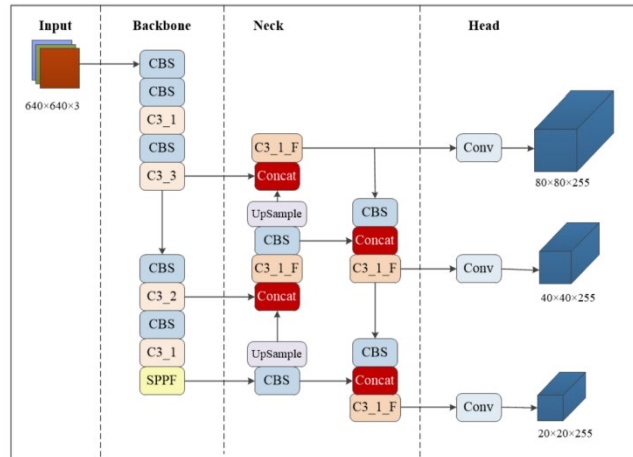 Input
Backbone
Neck
Head
640×640×3
CBS
CBS
C3_1
CBS
C3_3
CBS
C3_2
CBS
C3_1
SPPF
C3_1_F
Concat
UpSample
CBS
C3_1_F
Concat
UpSample
CBS
CBS
Concat
C3_1_F
CBS
Concat
C3_1_F
Conv
80×80×255
Conv
40×40×255
Conv
20×20×255